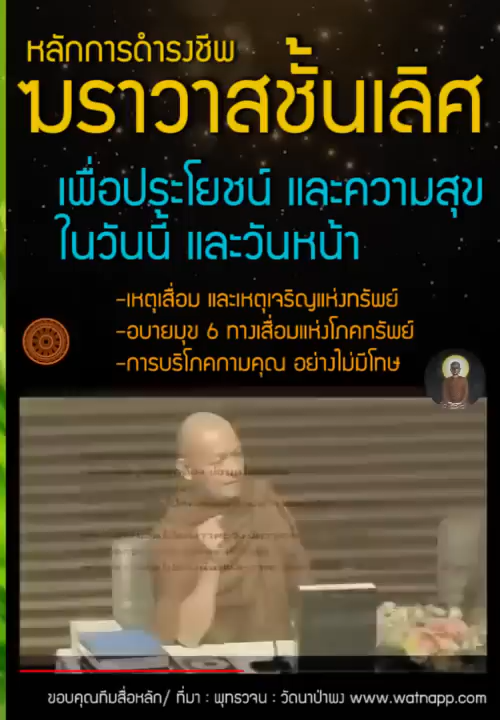 หลักการดำรงชีพ
ฆราวาสชั้นเลิศ
เพื่อประโยชน์ และความสุข
ในวันนี้ และวันหน้า
-เหตุเสื่อม และเหตุเจริญแห่งทรัพย์
-อบายมุข 6 ทางเสื่อมแห่งโภคทรัพย์
-การบริโภคกามคุณ อย่างไม่มีโทษ
ขอบคุณทีมสื่อหลัก/ ที่มา : พุทธวจน : วัดนาป่าพง www.watnapp.com